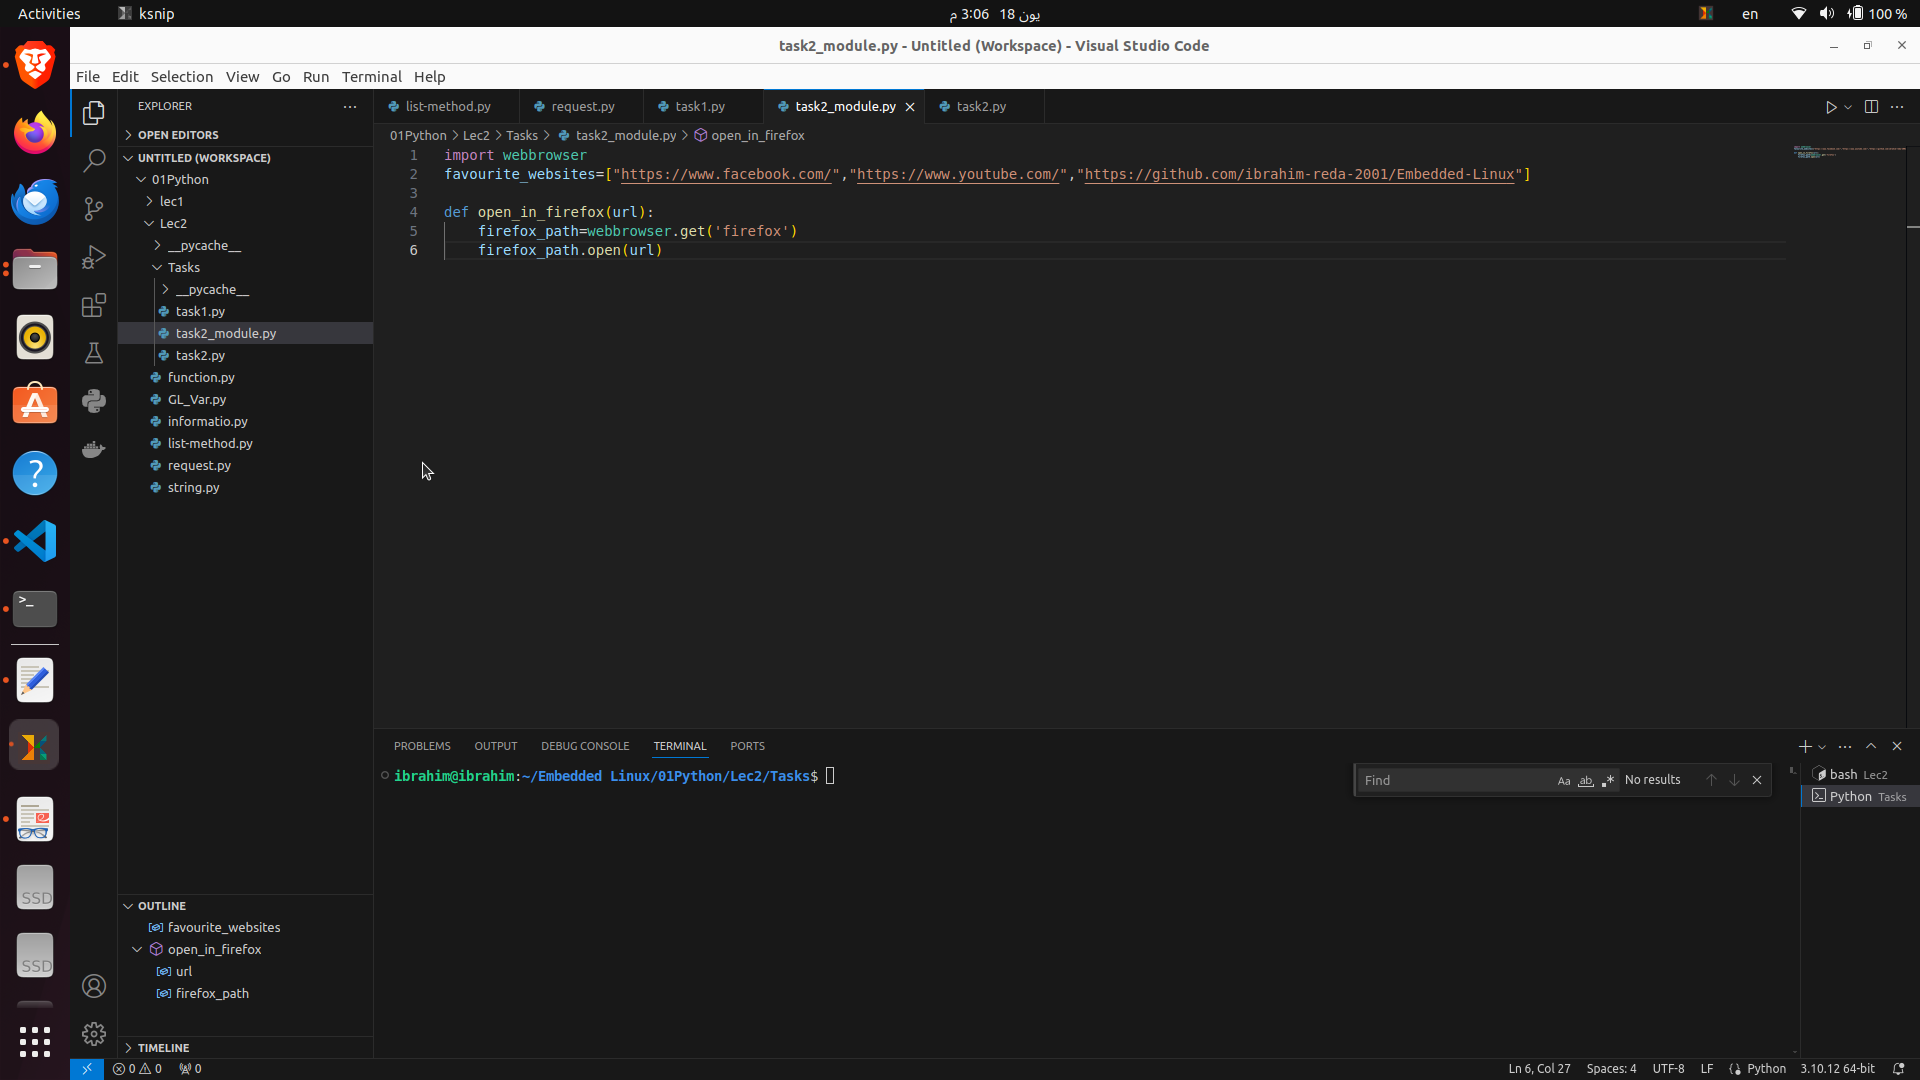 Activities
ksnip
3:06 م
18 يون
en
100 %
task2_module.py - Untitled (Workspace) - Visual Studio Code
File Edit Selection View Go Run Terminal Help
EXPLORER
OPEN EDITORS
UNTITLED (WORKSPACE)
01Python
lec1
Lec2
__pycache__
Tasks
__pycache__
task1.py
task2_module.py
task2.py
function.py
GL_Var.py
informatio.py
list-method.py
request.py
string.py
OUTLINE
favourite_websites
open_in_firefox
url
firefox_path
TIMELINE
list-method.py request.py task1.py task2_module.py task2.py
01Python > Lec2 > Tasks > task2_module.py > open_in_firefox
1 import webbrowser
2 favourite_websites=["https://www.facebook.com/","https://www.youtube.com/","https://github.com/ibrahim-reda-2001/Embedded-Linux"]
3
4 def open_in_firefox(url):
5 firefox_path=webbrowser.get('firefox')
6 firefox_path.open(url)
PROBLEMS OUTPUT DEBUG CONSOLE TERMINAL PORTS
ibrahim@ibrahim:~/Embedded Linux/01Python/Lec2/Tasks$
Find
Aa ab .*
No results
bash Lec2
Python Tasks
SSD
SSD
0 0 0
Ln 6, Col 27 Spaces: 4 UTF-8 LF Python 3.10.12 64-bit